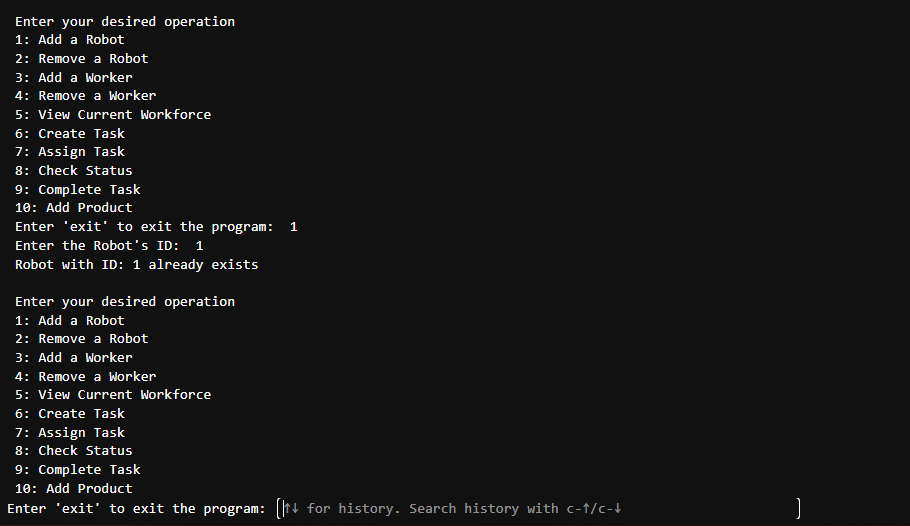 Enter your desired operation
1: Add a Robot
2: Remove a Robot
3: Add a Worker
4: Remove a Worker
5: View Current Workforce
6: Create Task
7: Assign Task
8: Check Status
9: Complete Task
10: Add Product
Enter 'exit' to exit the program:  1
Enter the Robot's ID:  1
Robot with ID: 1 already exists
Enter your desired operation
1: Add a Robot
2: Remove a Robot
3: Add a Worker
4: Remove a Worker
5: View Current Workforce
6: Create Task
7: Assign Task
8: Check Status
9: Complete Task
10: Add Product
Enter 'exit' to exit the program: ↑↓ for history. Search history with c-↑/c-↓